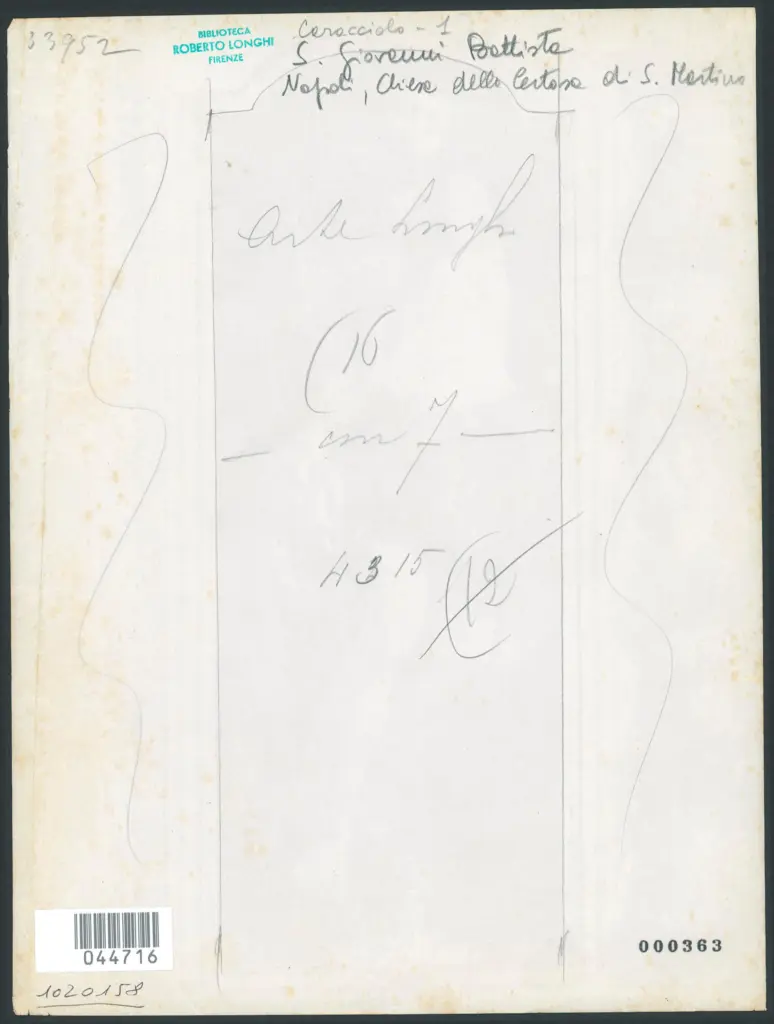 33952
BIBLIOTECA
ROBERTO LONGHI
FIRENZE
Caracciolo - 1
S. Giovanni Battista
Napoli, Chiesa della Certosa di S. Martino
Arte Longhi
(16
cm 7
4315
(12
044716
1020158
000363